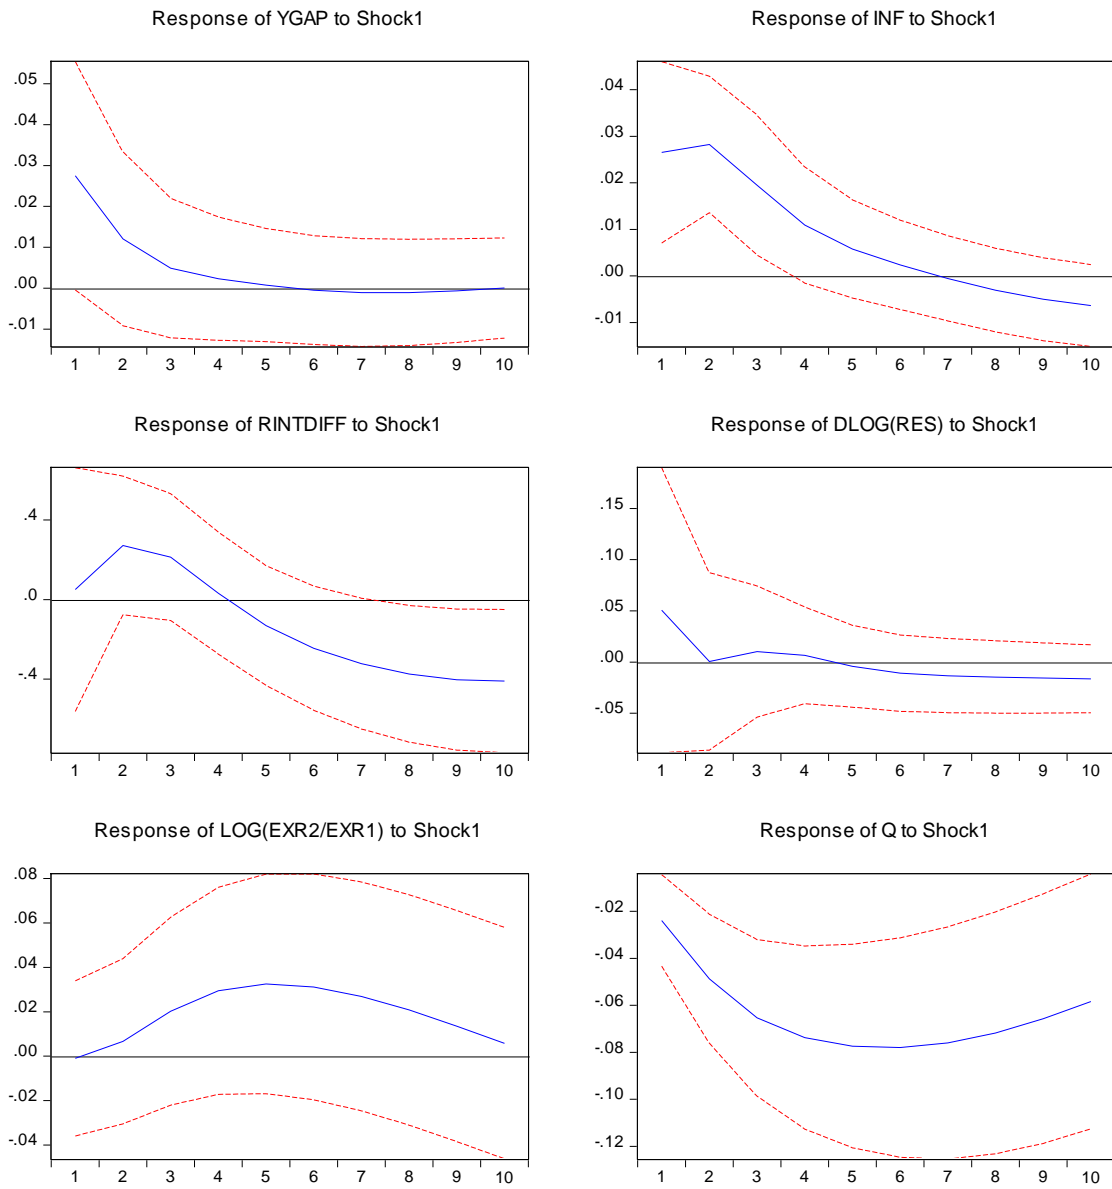 Response of YGAP to Shock1
.05
.04
.03
.02
.01
.00
-.01
1 2 3 4 5 6 7 8 9 10
Response of INF to Shock1
.04
.03
.02
.01
.00
-.01
1 2 3 4 5 6 7 8 9 10
Response of RINTDIFF to Shock1
.4
.0
-.4
1 2 3 4 5 6 7 8 9 10
Response of DLOG(RES) to Shock1
.15
.10
.05
.00
-.05
1 2 3 4 5 6 7 8 9 10
Response of LOG(EXR2/EXR1) to Shock1
.08
.06
.04
.02
.00
-.02
-.04
1 2 3 4 5 6 7 8 9 10
Response of Q to Shock1
-.02
-.04
-.06
-.08
-.10
-.12
1 2 3 4 5 6 7 8 9 10